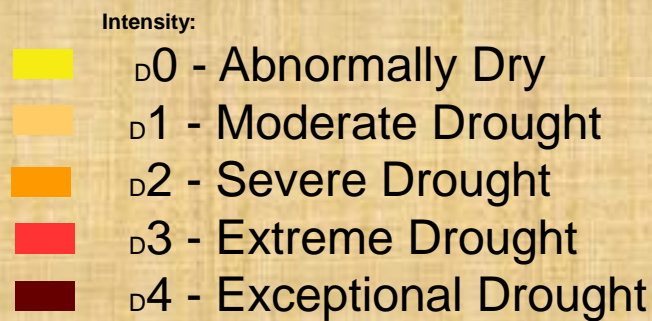 Intensity:
D0 - Abnormally Dry
D1 - Moderate Drought
D2 - Severe Drought
D3 - Extreme Drought
D4 - Exceptional Drought